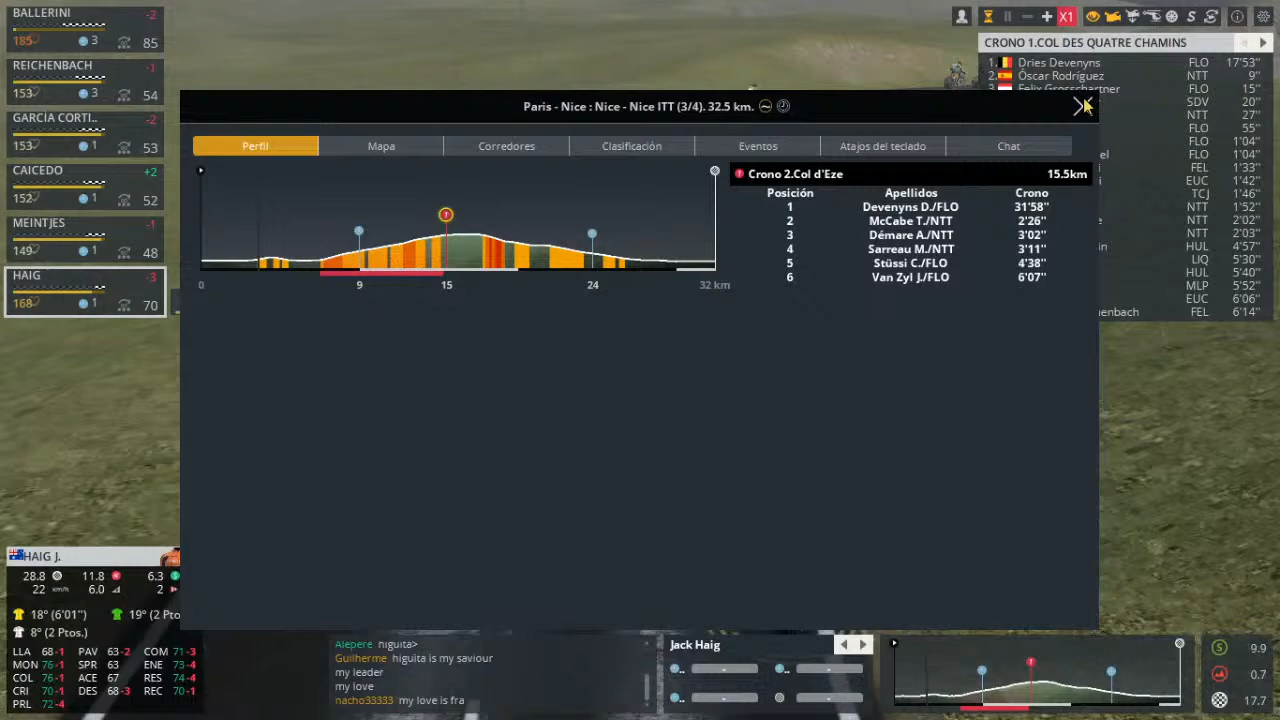 BALLERINI
-2
185
3
85
REICHENBACH
-1
153
3
54
GARCÍA CORTI..
-2
153
1
53
CAICEDO
+2
152
1
52
MEINTJES
-1
149
1
48
HAIG
-3
168
1
70
X1
S
CRONO 1.COL DES QUATRE CHAMINS
1. Dries Devenyns FLO 17'53"
2. Óscar Rodríguez NTT 9"
3. Felix Grosschartner FLO 15"
SDV 20"
NTT 27"
FLO 55"
FLO 1'04"
FLO 1'04"
FEL 1'33"
EUC 1'42"
TCJ 1'46"
NTT 1'52"
NTT 2'02"
NTT 2'03"
HUL 4'57"
LIQ 5'30"
HUL 5'40"
MLP 5'52"
EUC 6'06"
FEL 6'14"
Paris - Nice : Nice - Nice ITT (3/4). 32.5 km.
Perfil
Mapa
Corredores
Clasificación
Eventos
Atajos del teclado
Chat
0
9
15
24
32 km
Crono 2.Col d'Eze 15.5km
Posición Apellidos Crono
1 Devenyns D./FLO 31'58"
2 McCabe T./NTT 2'26"
3 Démare A./NTT 3'02"
4 Sarreau M./NTT 3'11"
5 Stüssi C./FLO 4'38"
6 Van Zyl J./FLO 6'07"
HAIG J.
28.8 11.8 6.3
22 km/h 6.0 2
18º (6'01") 19º (2 Pto
8º (2 Ptos.)
LLA 68-1 PAV 63-2 COM 71-3
MON 76-1 SPR 63 ENE 73-4
COL 76-1 ACE 67 RES 74-4
CRI 70-1 DES 68-3 REC 70-1
PRL 72-4
Alepere higuita>
Guilherme higuita is my saviour
my leader
my love
nacho33333 my love is fra
Jack Haig
-
-
-
-
S 9.9
0.7
17.7